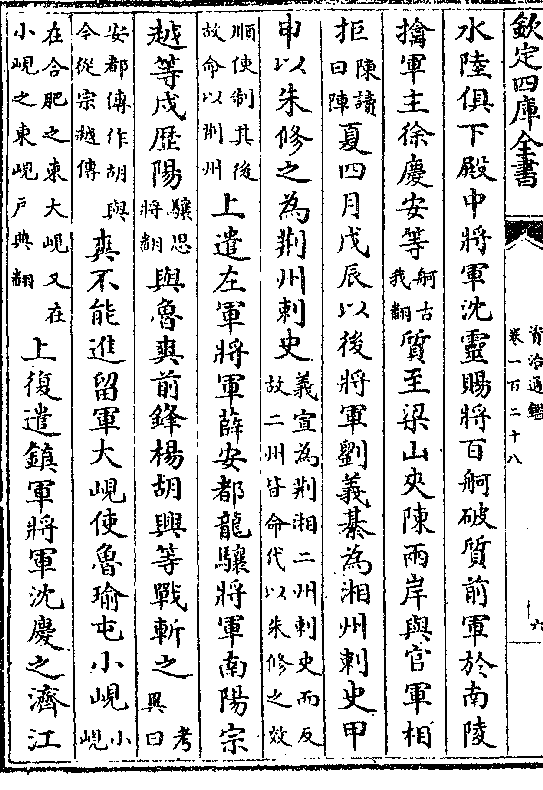 欽定四庫全書
資治通鑑
卷一百二十八
六
水陸俱下殿中將軍沈靈賜將百舸破質前軍於南陵
擒軍主徐慶安等舸古我翻質至梁山夾陳兩岸與官軍相
拒陳讀曰陣夏四月戊辰以後將軍劉義綦為湘州刺史甲
申以朱修之為荆州刺史義宣為荆湘二州刺史而反故二州皆命代以朱修之效
順使制其後故命以荆州上遣左軍將軍薛安都龍驤將軍南陽宗
越等戍歴陽驤思將翻與魯爽前鋒楊胡興等戰斬之考異曰
安都傳作胡與今從宗越傳爽不能進留軍大峴使魯瑜屯小峴小峴
在合肥之東大峴又在小峴之東峴戸典翻上復遣鎮軍將軍沈慶之濟江